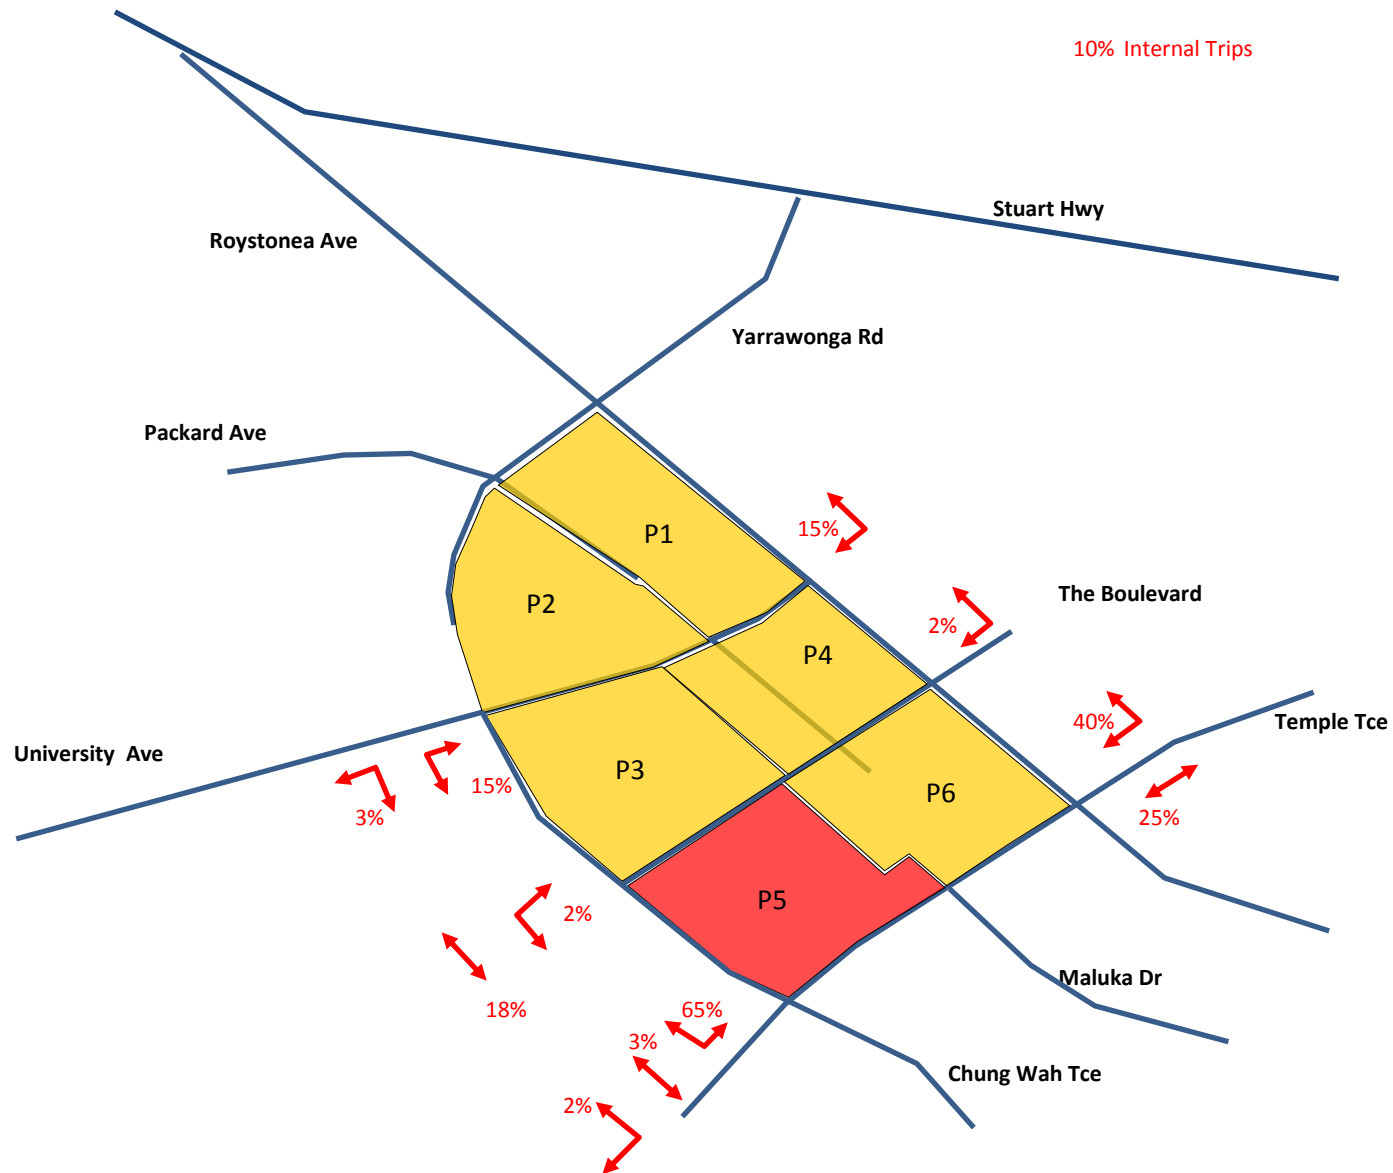 10% Internal Trips
Stuart Hwy
Roystonea Ave
Yarrawonga Rd
Packard Ave
P1
15%
The Boulevard
P2
2%
P4
40%
Temple Tce
University Ave
P3
15%
P6
3%
25%
P5
2%
Maluka Dr
18%
65%
3%
Chung Wah Tce
2%